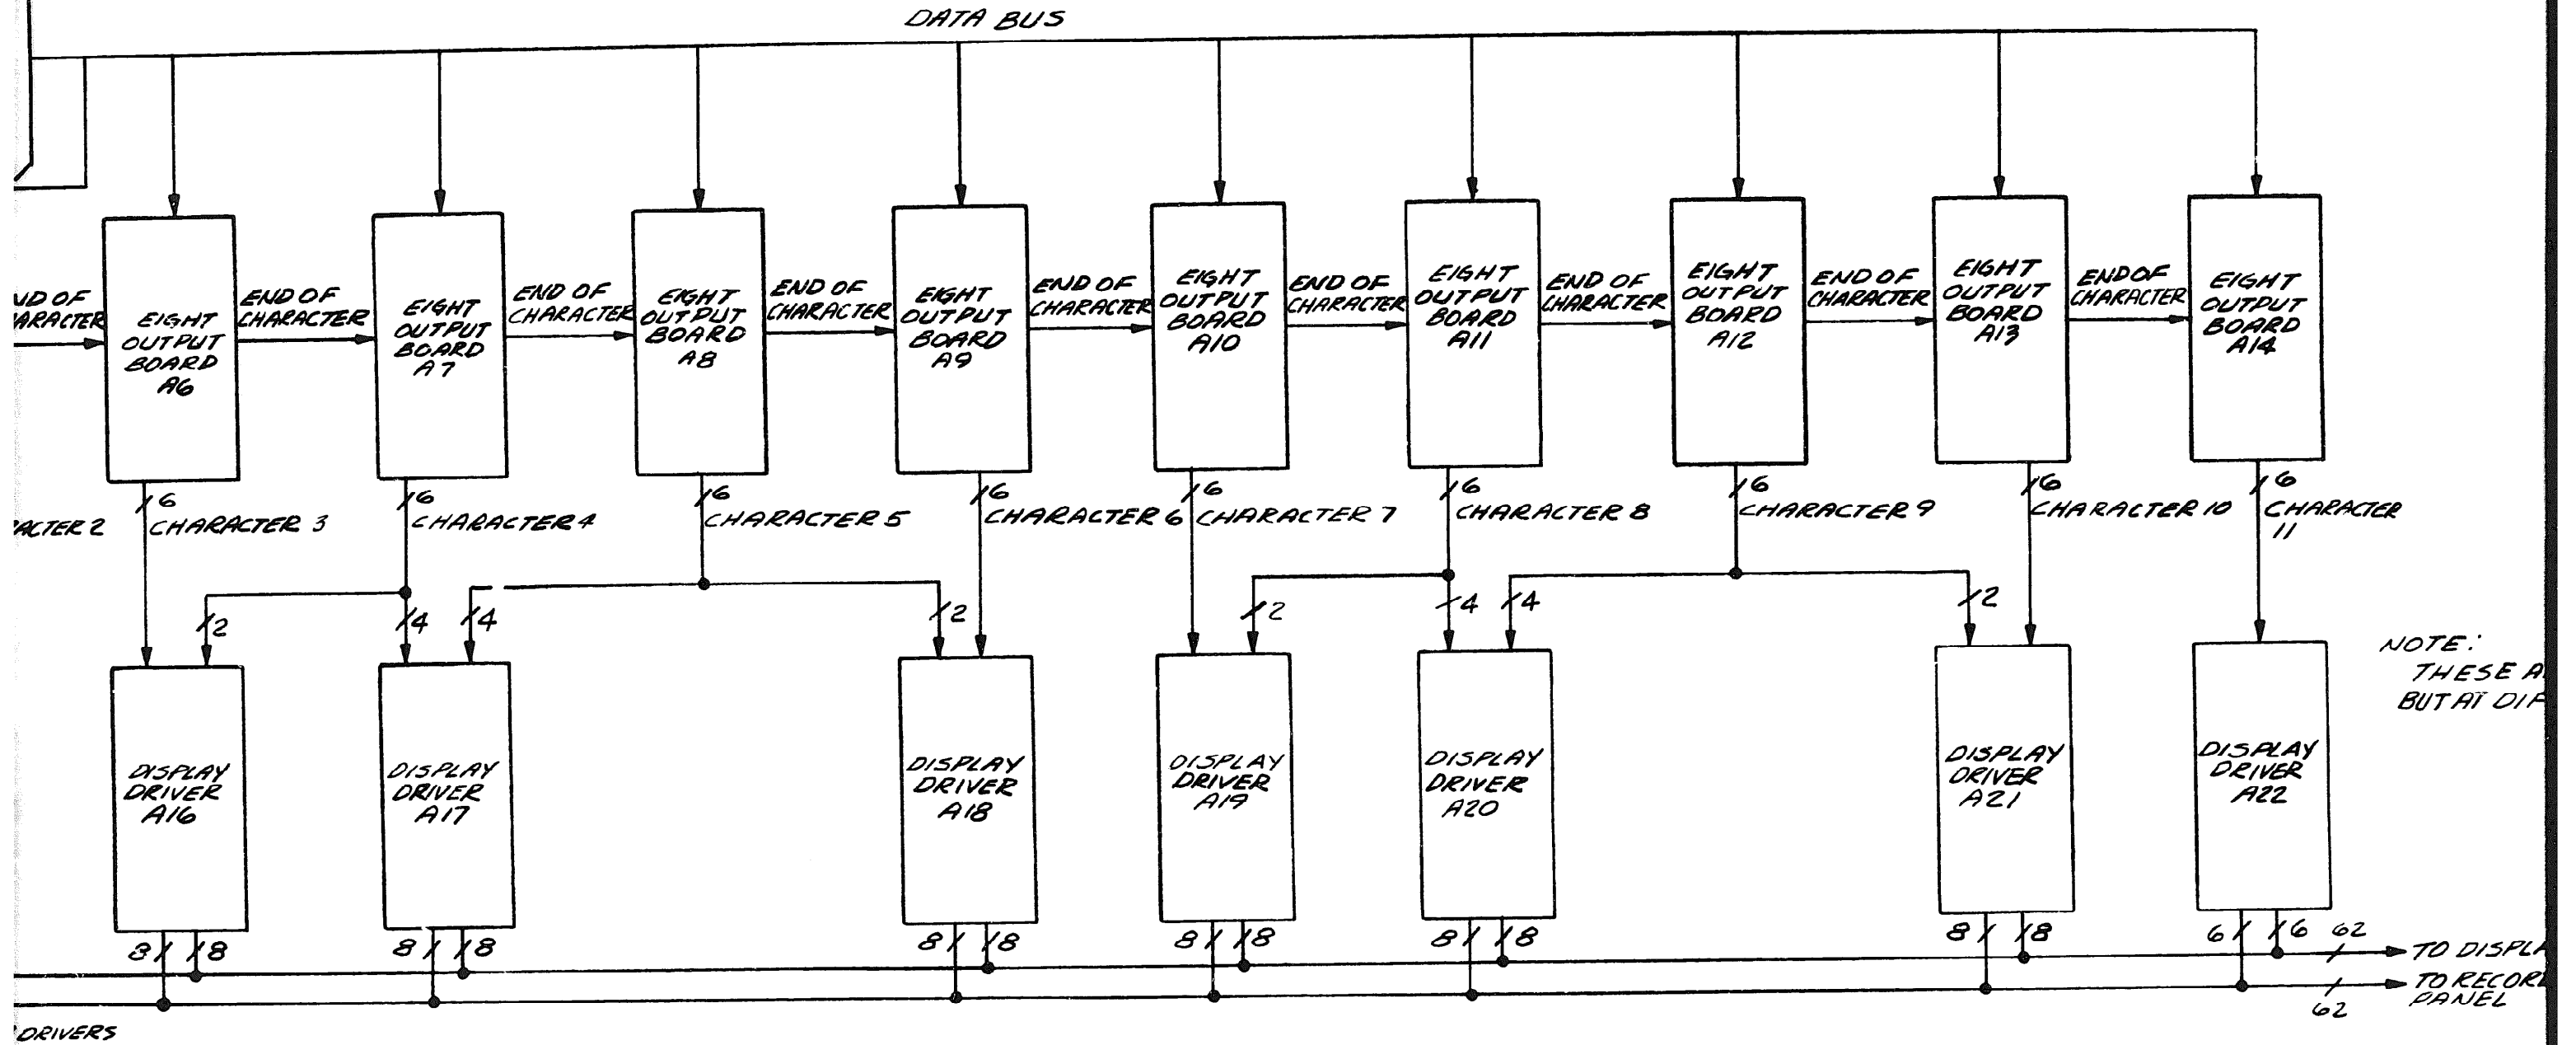 DATA BUS
END OF
CHARACTER
END OF
CHARACTER
END OF
CHARACTER
END OF
CHARACTER
END OF
CHARACTER
END OF
CHARACTER
END OF
CHARACTER
END OF
CHARACTER
EIGHT
OUTPUT
BOARD
A6
EIGHT
OUTPUT
BOARD
A7
EIGHT
OUTPUT
BOARD
A8
EIGHT
OUTPUT
BOARD
A9
EIGHT
OUTPUT
BOARD
A10
EIGHT
OUTPUT
BOARD
A11
EIGHT
OUTPUT
BOARD
A12
EIGHT
OUTPUT
BOARD
A13
EIGHT
OUTPUT
BOARD
A14
6
6
6
6
6
6
6
6
6
2
CHARACTER 3
CHARACTER 4
CHARACTER 5
CHARACTER 6
CHARACTER 7
CHARACTER 8
CHARACTER 9
CHARACTER 10
CHARACTER
11
2
4
4
2
2
4
4
2
NOTE:
THESE
BUT AT
DISPLAY
DRIVER
A16
DISPLAY
DRIVER
A17
DISPLAY
DRIVER
A18
DISPLAY
DRIVER
A19
DISPLAY
DRIVER
A20
DISPLAY
DRIVER
A21
DISPLAY
DRIVER
A22
8 8
8 8
8 8
8 8
8 8
8 8
6 6
62
TO
TO
PANEL
62
DRIVERS